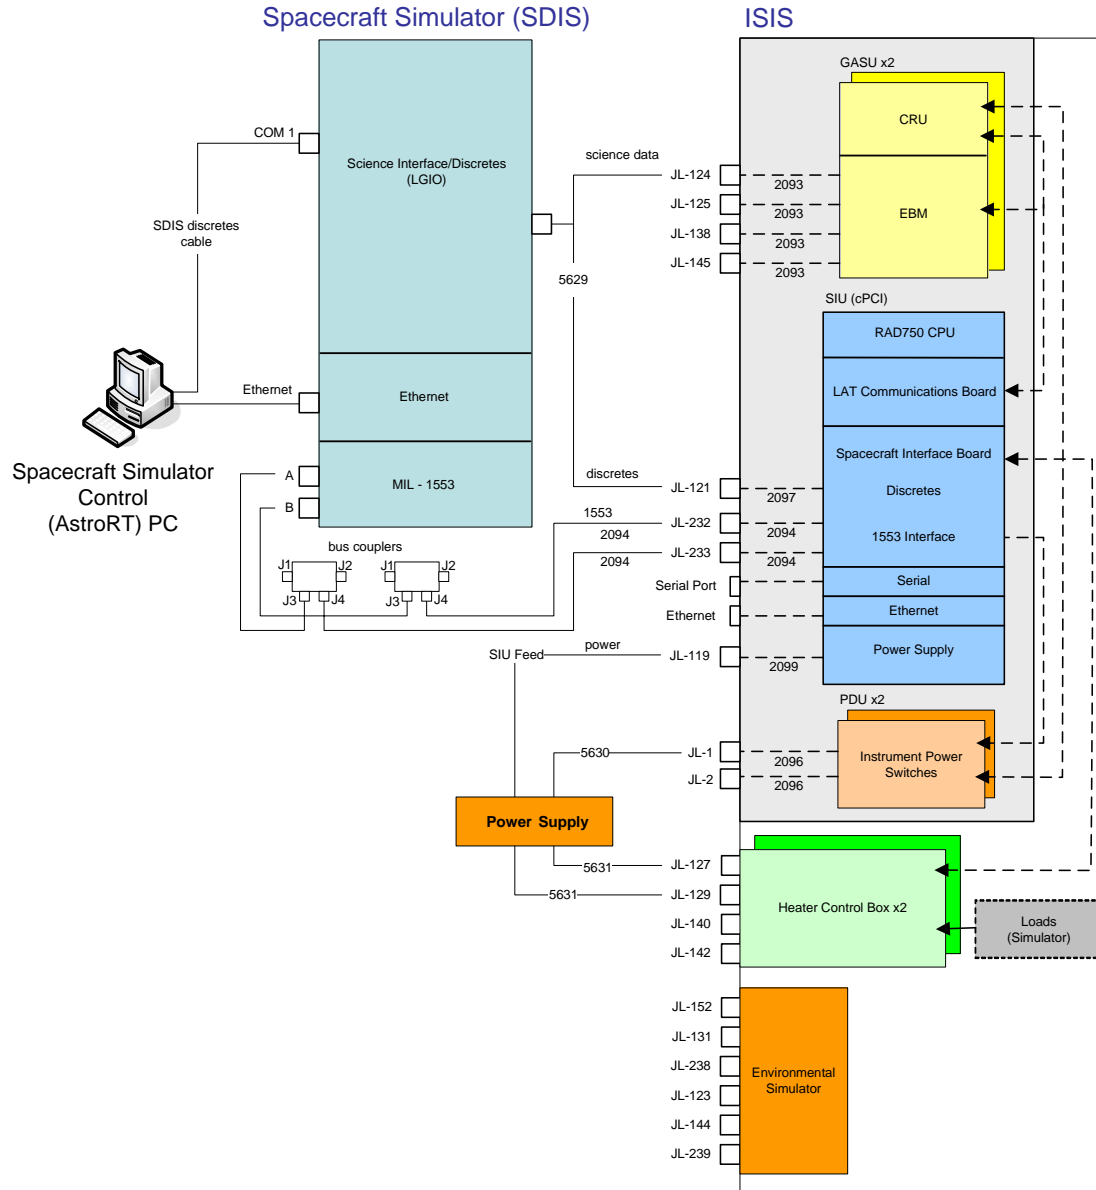 Spacecraft Simulator (SDIS)
ISIS
GASU x2
CRU
COM 1
science data
Science Interface/Discretes
(LGIO)
JL-124
2093
JL-125
2093
EBM
JL-138
2093
JL-145
2093
SDIS discretes
cable
5629
SIU (cPCI)
RAD750 CPU
Ethernet
Ethernet
LAT Communications Board
Spacecraft Simulator
Control
(AstroRT) PC
A
B
MIL - 1553
discretes
Spacecraft Interface Board
JL-121
2097
Discretes
1553
JL-232
2094
2094
1553 Interface
JL-233
2094
2094
bus couplers
J1
J2
J3
J4
J1
J2
J3
J4
Serial Port
Serial
Ethernet
Ethernet
SIU Feed
power
JL-119
2099
Power Supply
PDU x2
5630
JL-1
2096
JL-2
2096
Instrument Power
Switches
Power Supply
5631
JL-127
5631
JL-129
JL-140
JL-142
Heater Control Box x2
Loads
(Simulator)
JL-152
JL-131
JL-238
JL-123
JL-144
JL-239
Environmental
Simulator